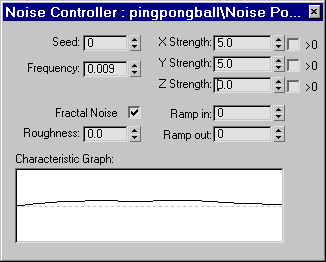 Noise Controller : pingpongball\Noise Po...
Seed: 0 X Strength: 5.0 >0
Frequency: 0.009 Y Strength: 5.0 >0
Z Strength: 0.0 >0
Fractal Noise Ramp in: 0
Roughness: 0.0 Ramp out: 0
Characteristic Graph: